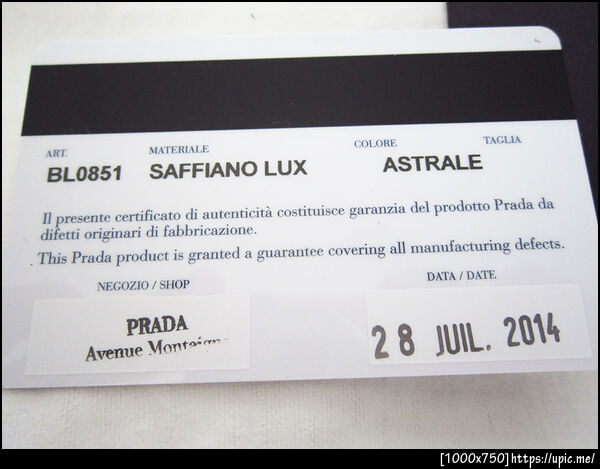 ART. MATERIALE COLORE TAGLIA
BL0851 SAFFIANO LUX ASTRALE
Il presente certificato di autenticità costituisce garanzia del prodotto Prada da
difetti originari di fabbricazione.
This Prada product is granted a guarantee covering all manufacturing defects.
NEGOZIO / SHOP DATA / DATE
PRADA
Avenue
28 JUIL. 2014
[1000x750]https://upic.me/